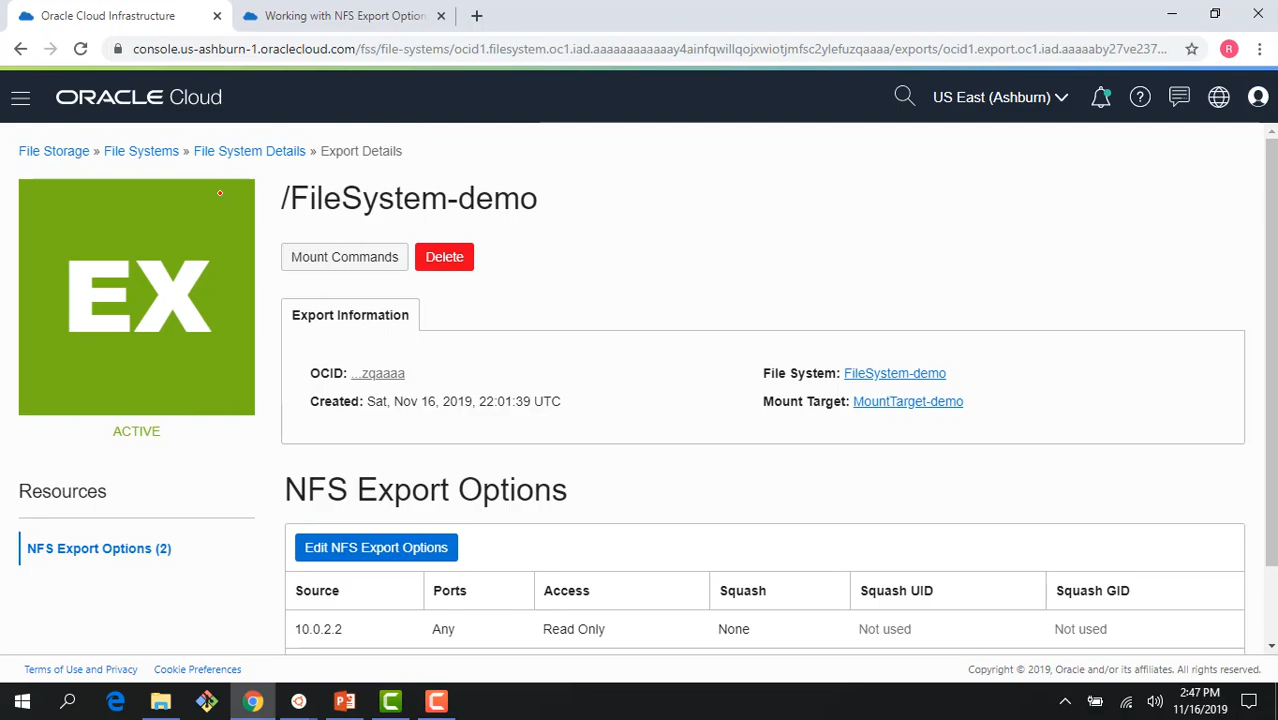 Oracle Cloud Infrastructure
Working with NFS Export Option
console.us-ashburn-1.oraclecloud.com/fss/file-systems/ocid1.filesystem.oc1.iad.aaaaaaaaaaay4ainfqwillqojxwiotjmfsc2ylefuzqaaaa/exports/ocid1.export.oc1.iad.aaaaaby27ve237...
R
ORACLE Cloud
US East (Ashburn)
File Storage » File Systems » File System Details » Export Details
EX
ACTIVE
/FileSystem-demo
Mount Commands Delete
Export Information
OCID: ...zqaaaa
Created: Sat, Nov 16, 2019, 22:01:39 UTC
File System: FileSystem-demo
Mount Target: MountTarget-demo
Resources
NFS Export Options (2)
NFS Export Options
Edit NFS Export Options
Source Ports Access Squash Squash UID Squash GID
10.0.2.2 Any Read Only None Not used Not used
Terms of Use and Privacy Cookie Preferences
Copyright © 2019, Oracle and/or its affiliates. All rights reserved.
2:47 PM
11/16/2019